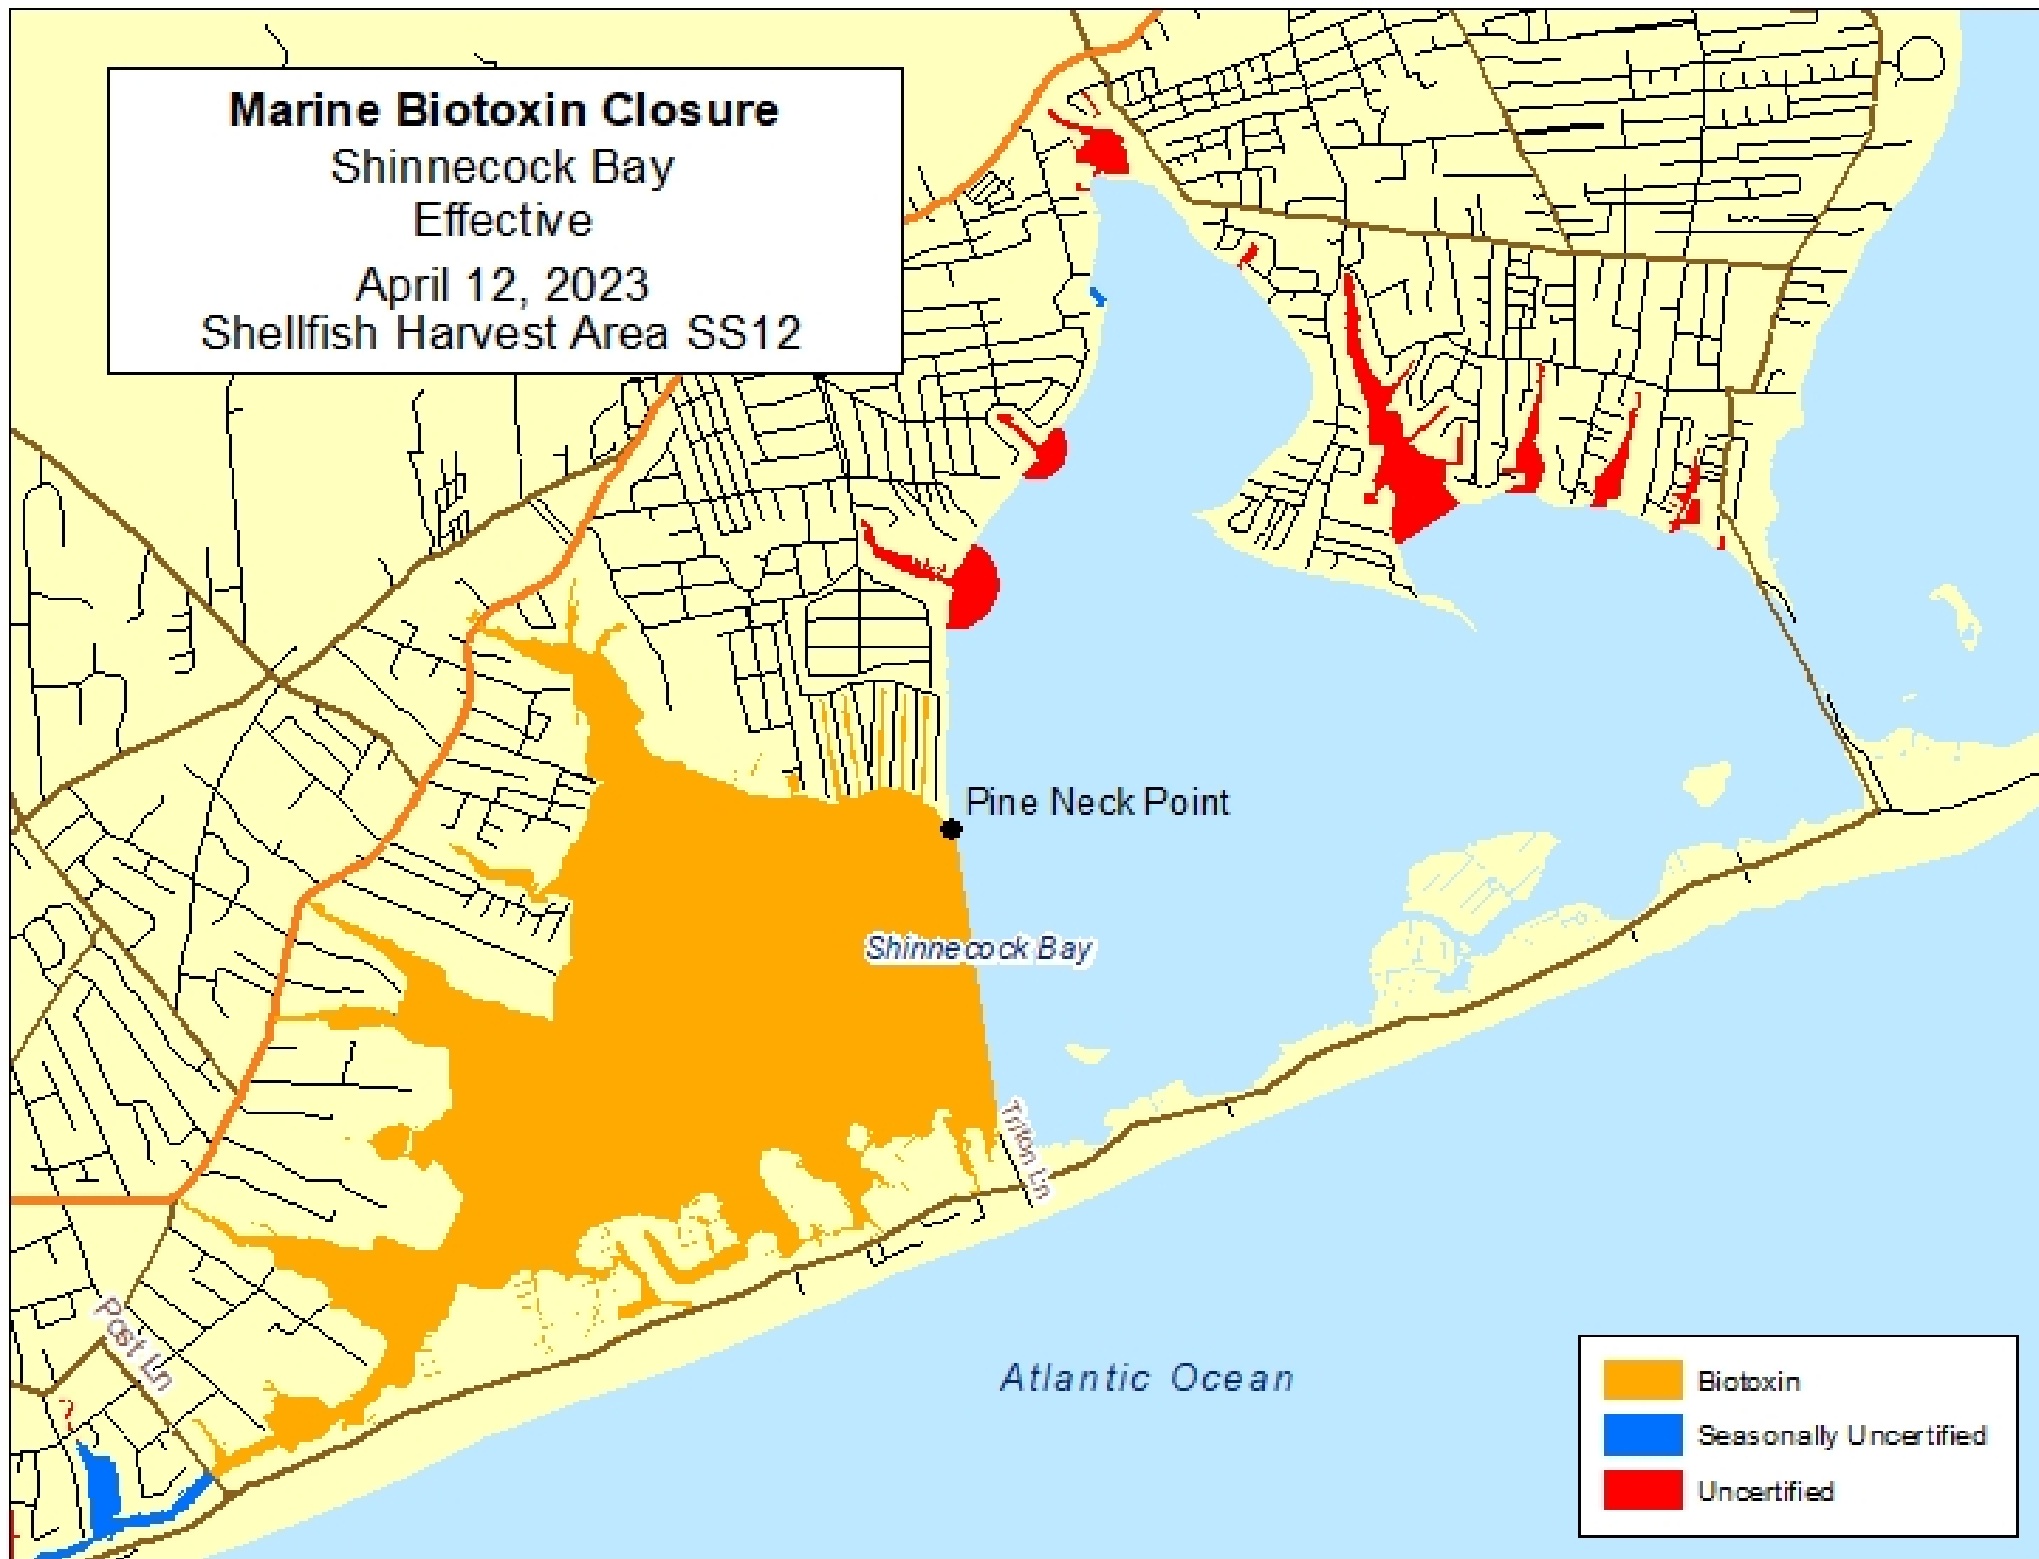 Marine Biotoxin Closure
Shinnecock Bay
Effective
April 12, 2023
Shellfish Harvest Area SS12
Pine Neck Point
Shinnecock Bay
Triton Ln
Post Ln
Atlantic Ocean
Biotoxin
Seasonally Uncertified
Uncertified